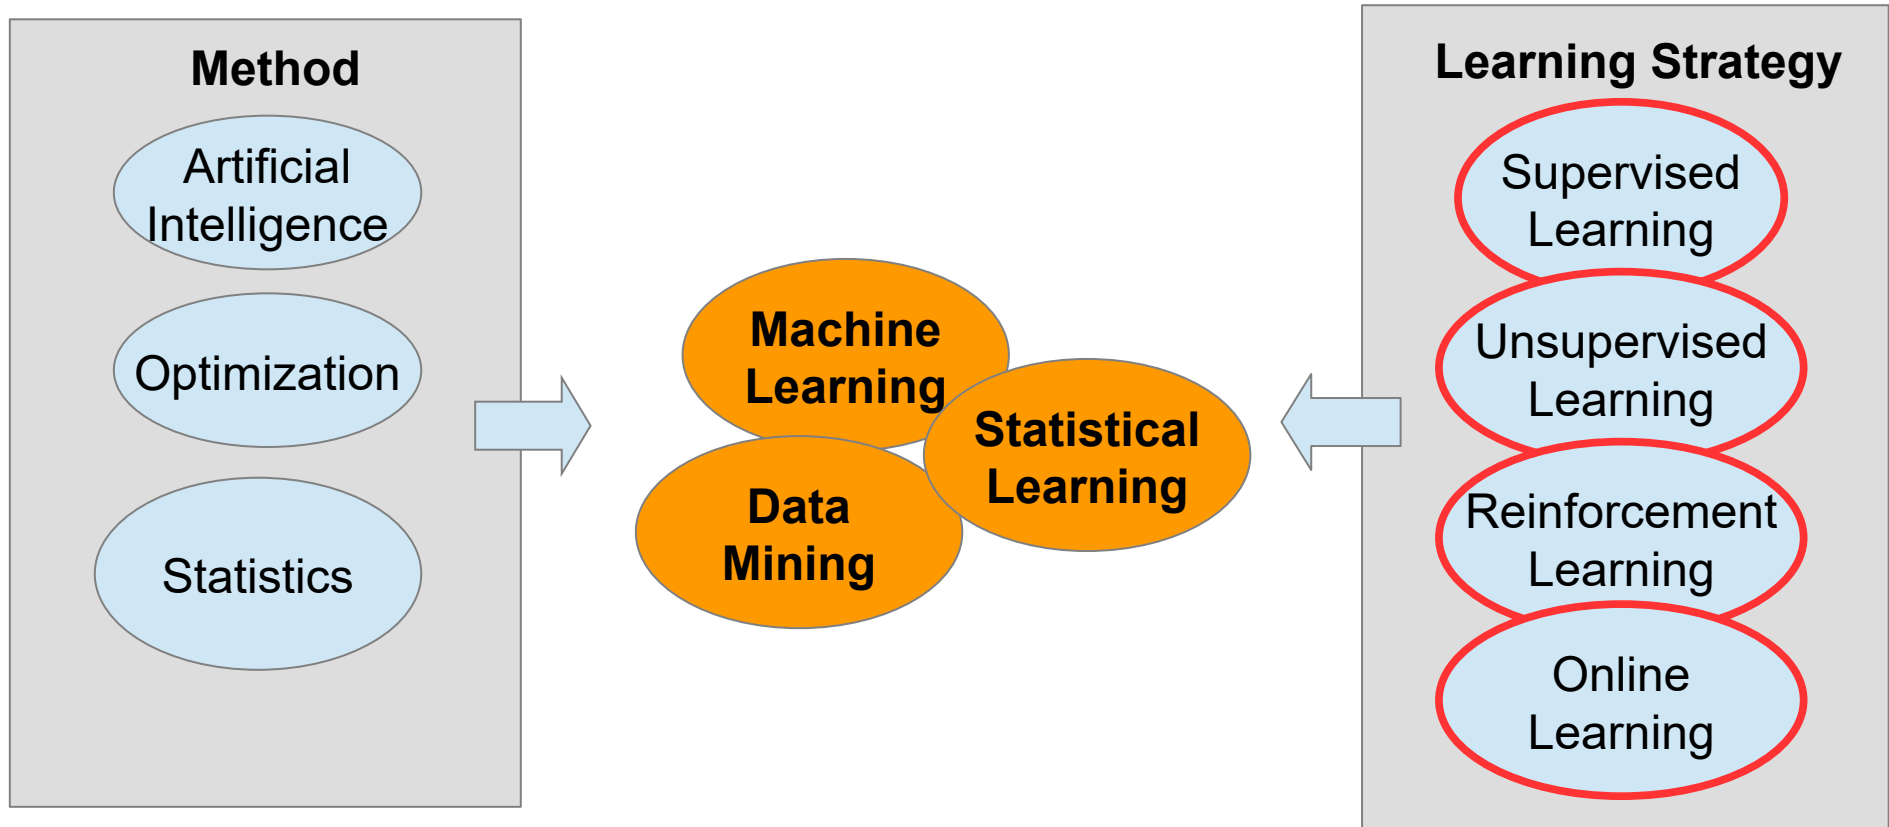 Method
Artificial
Intelligence
Optimization
Statistics
Machine
Learning
Statistical
Learning
Data
Mining
Learning Strategy
Supervised
Learning
Unsupervised
Learning
Reinforcement
Learning
Online
Learning